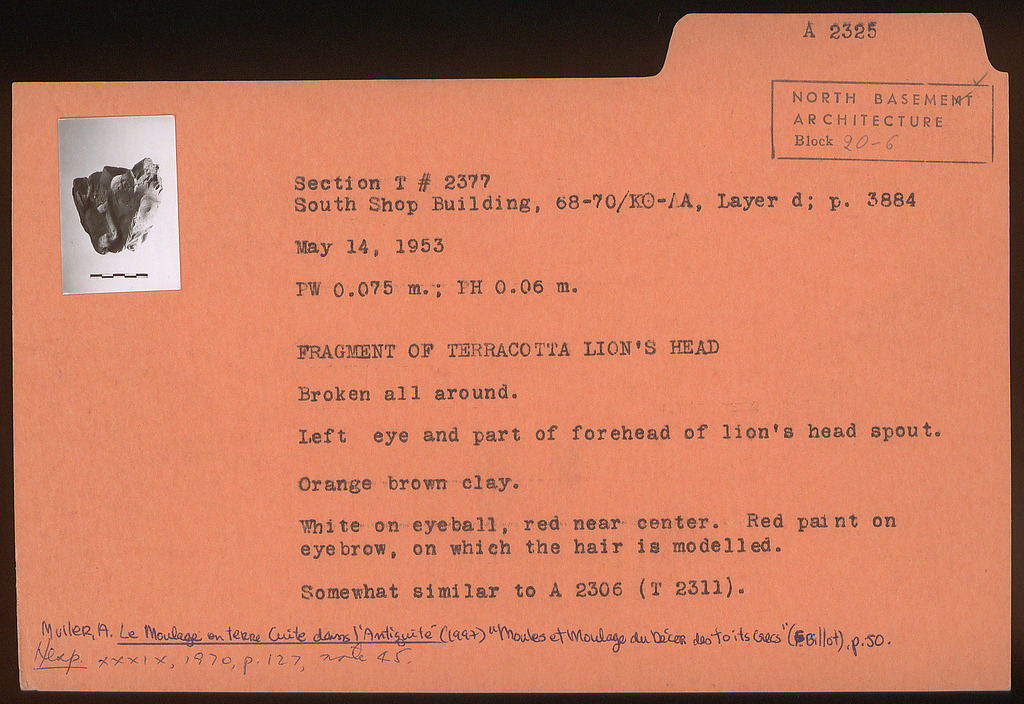 A 2325
NORTH BASEMENT
ARCHITECTURE
Block 20-6
Section T # 2377
South Shop Building, 68-70/KO-/A, Layer d; p. 3884
May 14, 1953
PW 0.075 m.; PH 0.06 m.
FRAGMENT OF TERRACOTTA LION'S HEAD
Broken all around.
Left eye and part of forehead of lion's head spout.
Orange brown clay.
White on eyeball, red near center. Red paint on
eyebrow, on which the hair is modelled.
Somewhat similar to A 2306 (T 2311).
Muller, A. Le Moulage en terre Cuite dans l'Antiquité (1997) "Moules et Moulage du Décor des toits Grecs" (Billot), p. 50.
Hesp. XXXIX, 1970, p. 127, note 45.